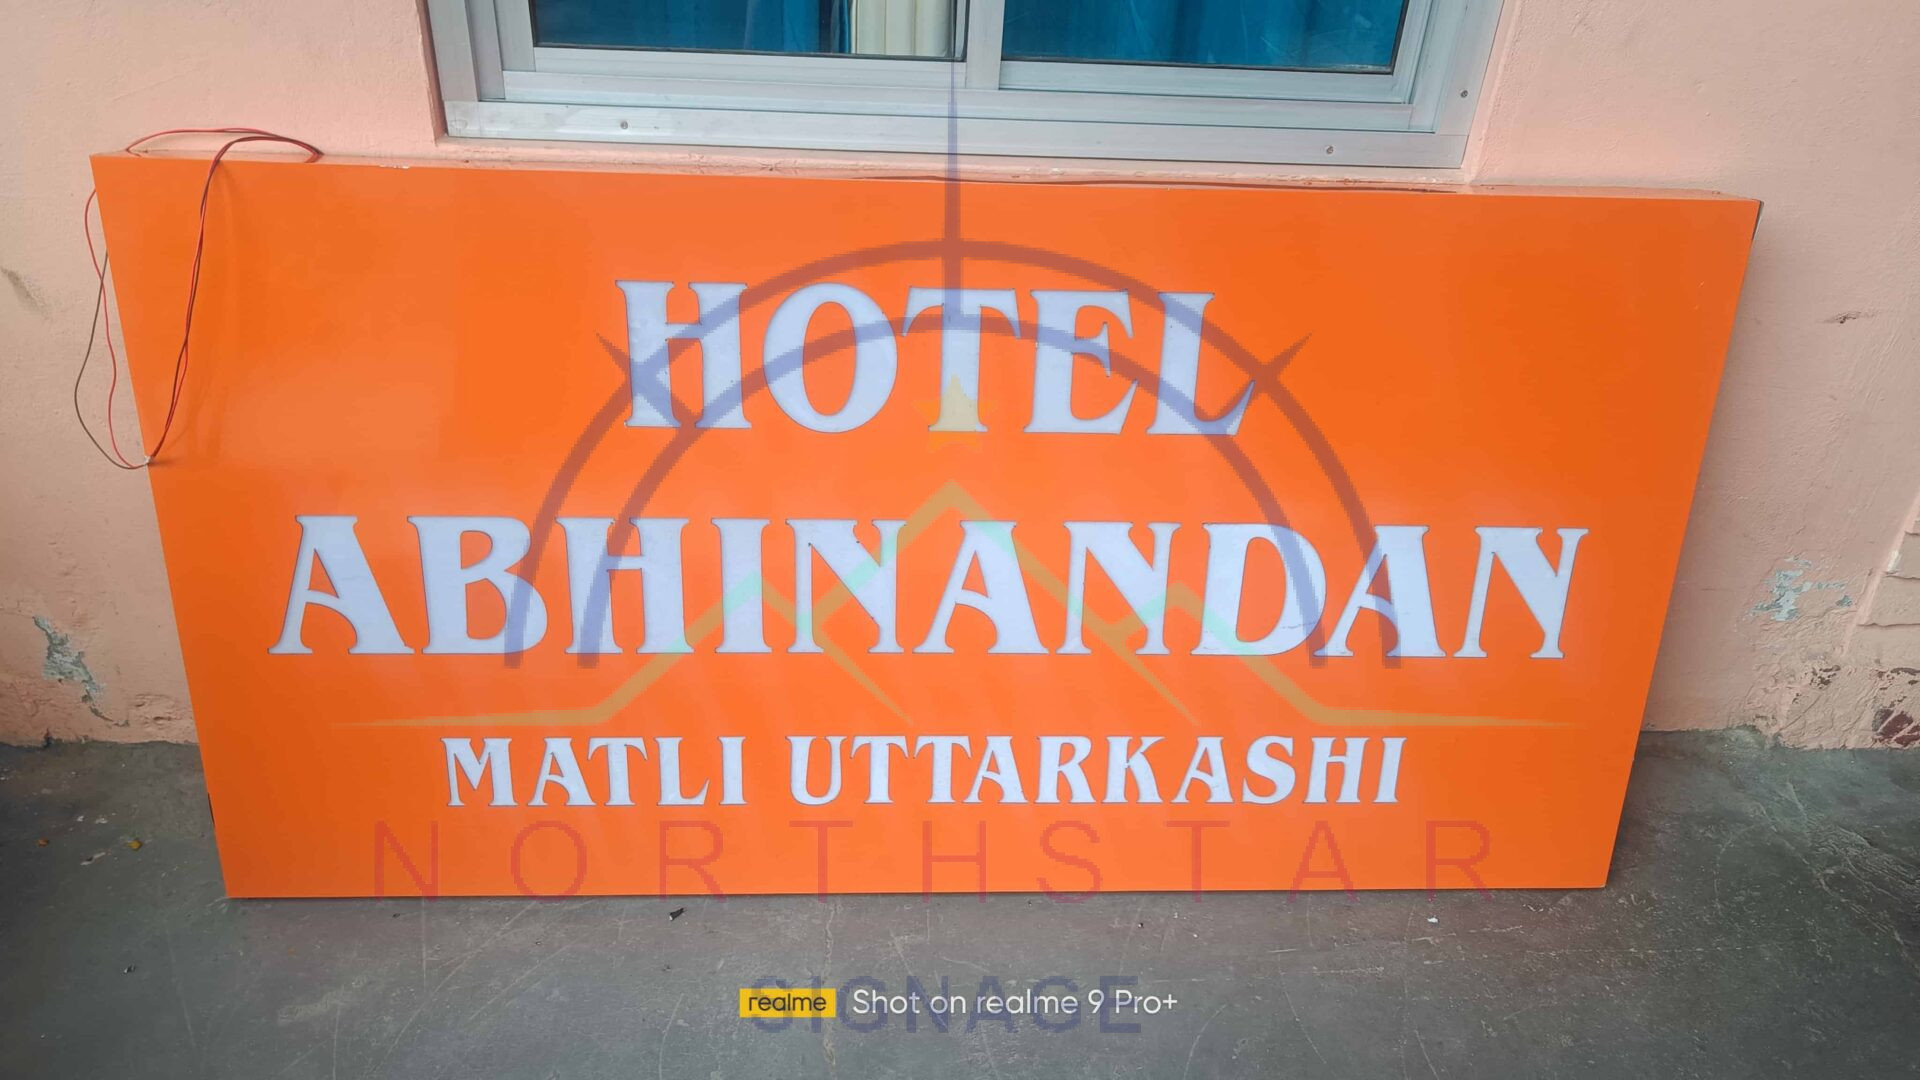 HOTEL
ABHINANDAN
MATLI UTTARKASHI
NORTHSTAR
SIGNAGE
realme Shot on realme 9 Pro+